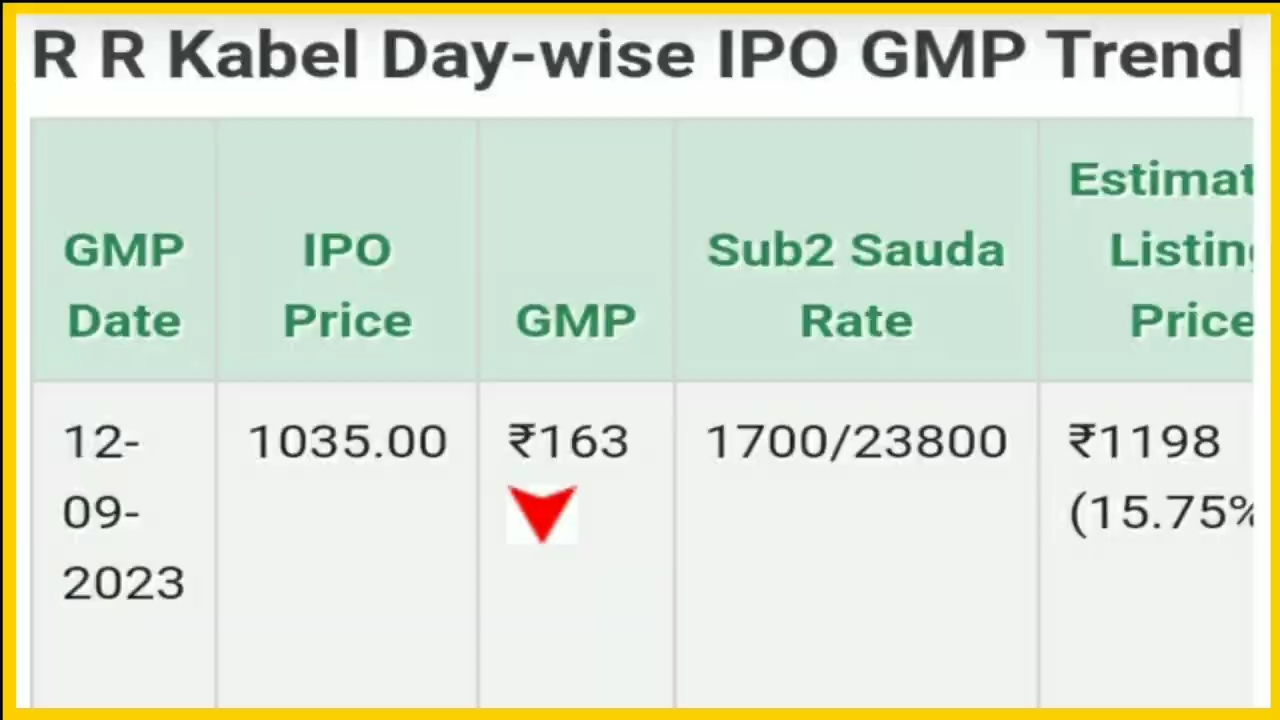 R R Kabel Day-wise IPO GMP Trend
GMP Date
IPO Price
GMP
Sub2 Sauda Rate
Estimat
Listin
Price
12-
09-
2023
1035.00
₹163
1700/23800
₹1198
(15.75%